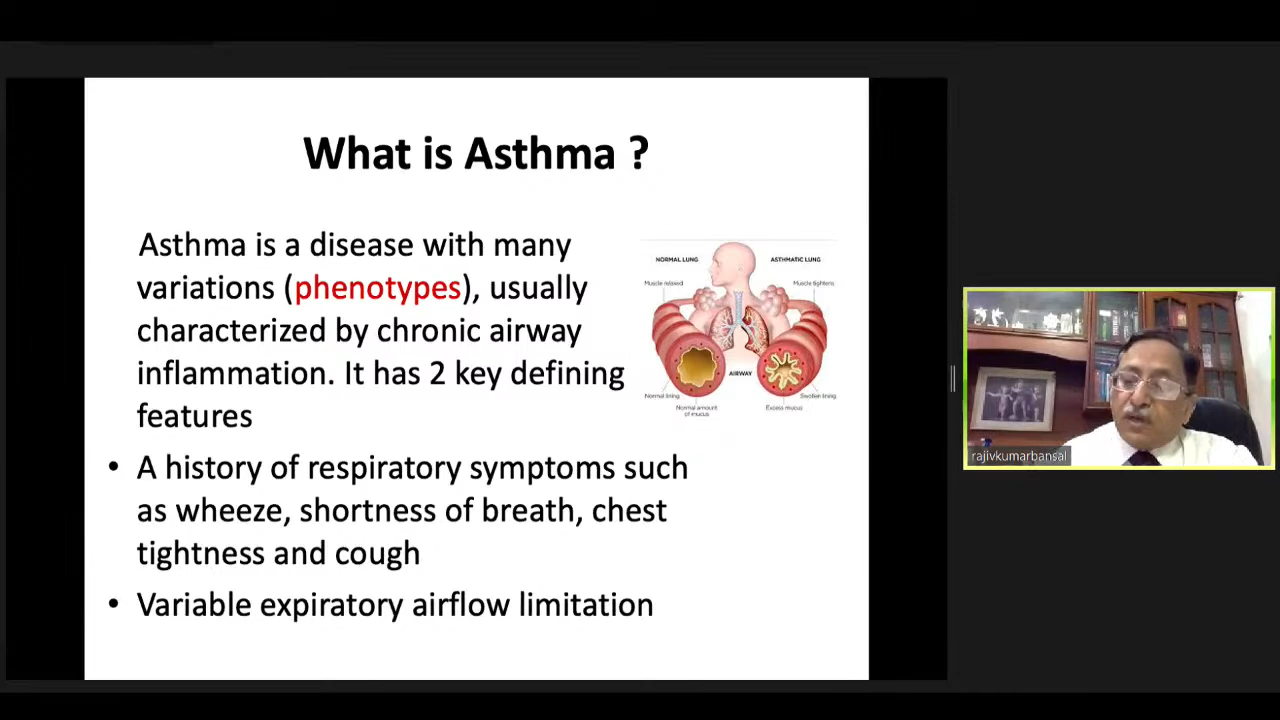 What is Asthma ?
Asthma is a disease with many
variations (phenotypes), usually
characterized by chronic airway
inflammation. It has 2 key defining
features
NORMAL LUNG
ASTHMATIC LUNG
Muscle relaxed
Muscle tightens
AIRWAY
Normal lining
Swollen lining
Normal amount
of mucus
Excess mucus
• A history of respiratory symptoms such
as wheeze, shortness of breath, chest
tightness and cough
• Variable expiratory airflow limitation
rajivkumarbansal